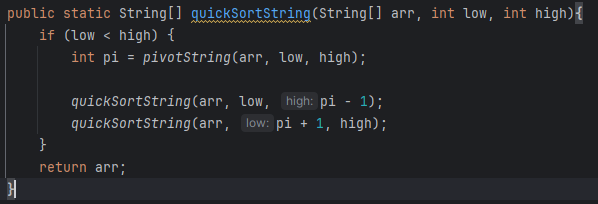 public static String[] quickSortString(String[] arr, int low, int high){
    if (low < high) {
        int pi = pivotString(arr, low, high);

        quickSortString(arr, low, high: pi - 1);
        quickSortString(arr, low: pi + 1, high);
    }
    return arr;
}